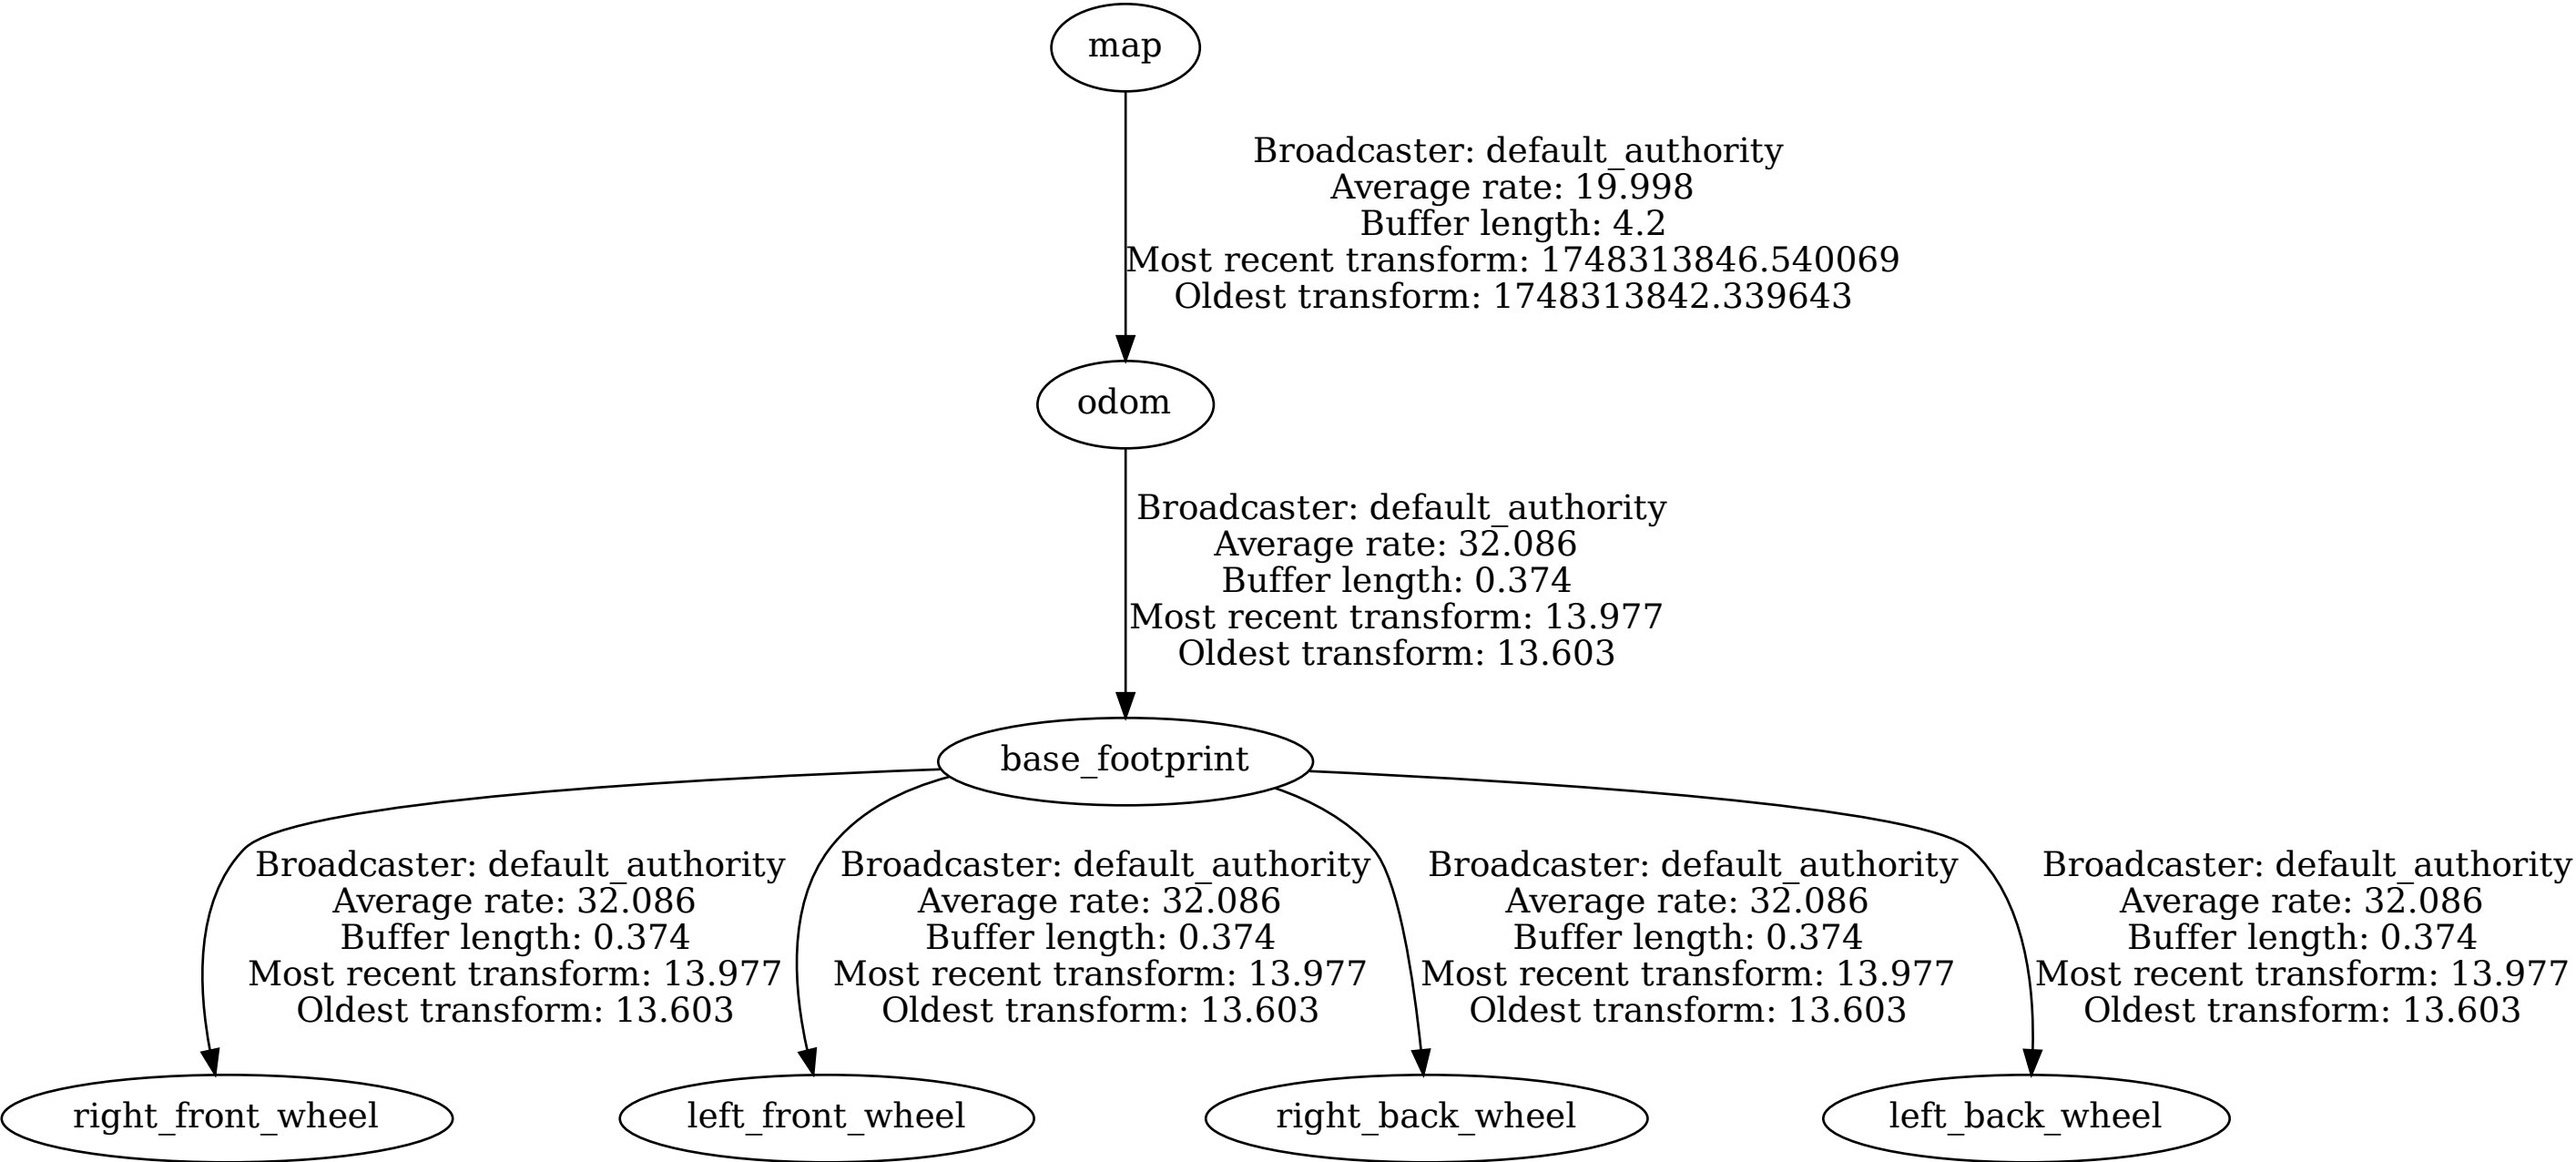 map
Broadcaster: default_authority
Average rate: 19.998
Buffer length: 4.2
Most recent transform: 1748313846.540069
Oldest transform: 1748313842.339643
odom
Broadcaster: default_authority
Average rate: 32.086
Buffer length: 0.374
Most recent transform: 13.977
Oldest transform: 13.603
base_footprint
Broadcaster: default_authority
Average rate: 32.086
Buffer length: 0.374
Most recent transform: 13.977
Oldest transform: 13.603
Broadcaster: default_authority
Average rate: 32.086
Buffer length: 0.374
Most recent transform: 13.977
Oldest transform: 13.603
Broadcaster: default_authority
Average rate: 32.086
Buffer length: 0.374
Most recent transform: 13.977
Oldest transform: 13.603
Broadcaster: default_authority
Average rate: 32.086
Buffer length: 0.374
Most recent transform: 13.977
Oldest transform: 13.603
right_front_wheel
left_front_wheel
right_back_wheel
left_back_wheel